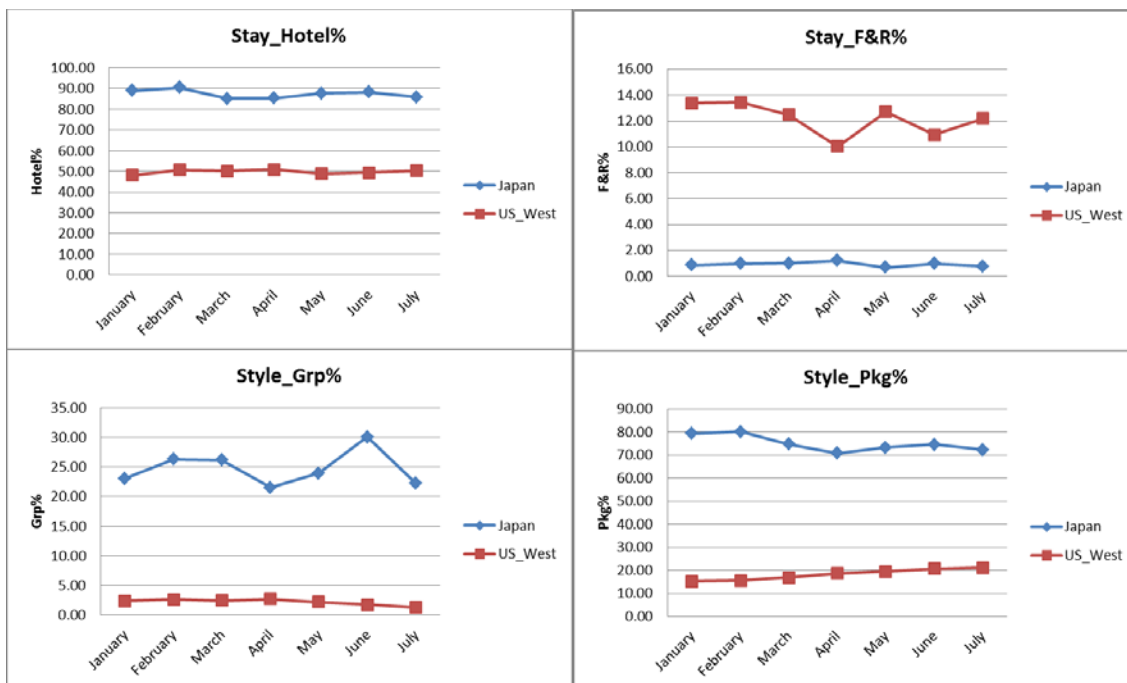 Stay_Hotel%
100.00
90.00
80.00
70.00
60.00
50.00
40.00
30.00
20.00
10.00
0.00
Hotel%
January
February
March
April
May
June
July
Japan
US_West
Stay_F&R%
16.00
14.00
12.00
10.00
8.00
6.00
4.00
2.00
0.00
F&R%
January
February
March
April
May
June
July
Japan
US_West
Style_Grp%
35.00
30.00
25.00
20.00
15.00
10.00
5.00
0.00
Grp%
January
February
March
April
May
June
July
Japan
US_West
Style_Pkg%
90.00
80.00
70.00
60.00
50.00
40.00
30.00
20.00
10.00
0.00
Pkg%
January
February
March
April
May
June
July
Japan
US_West